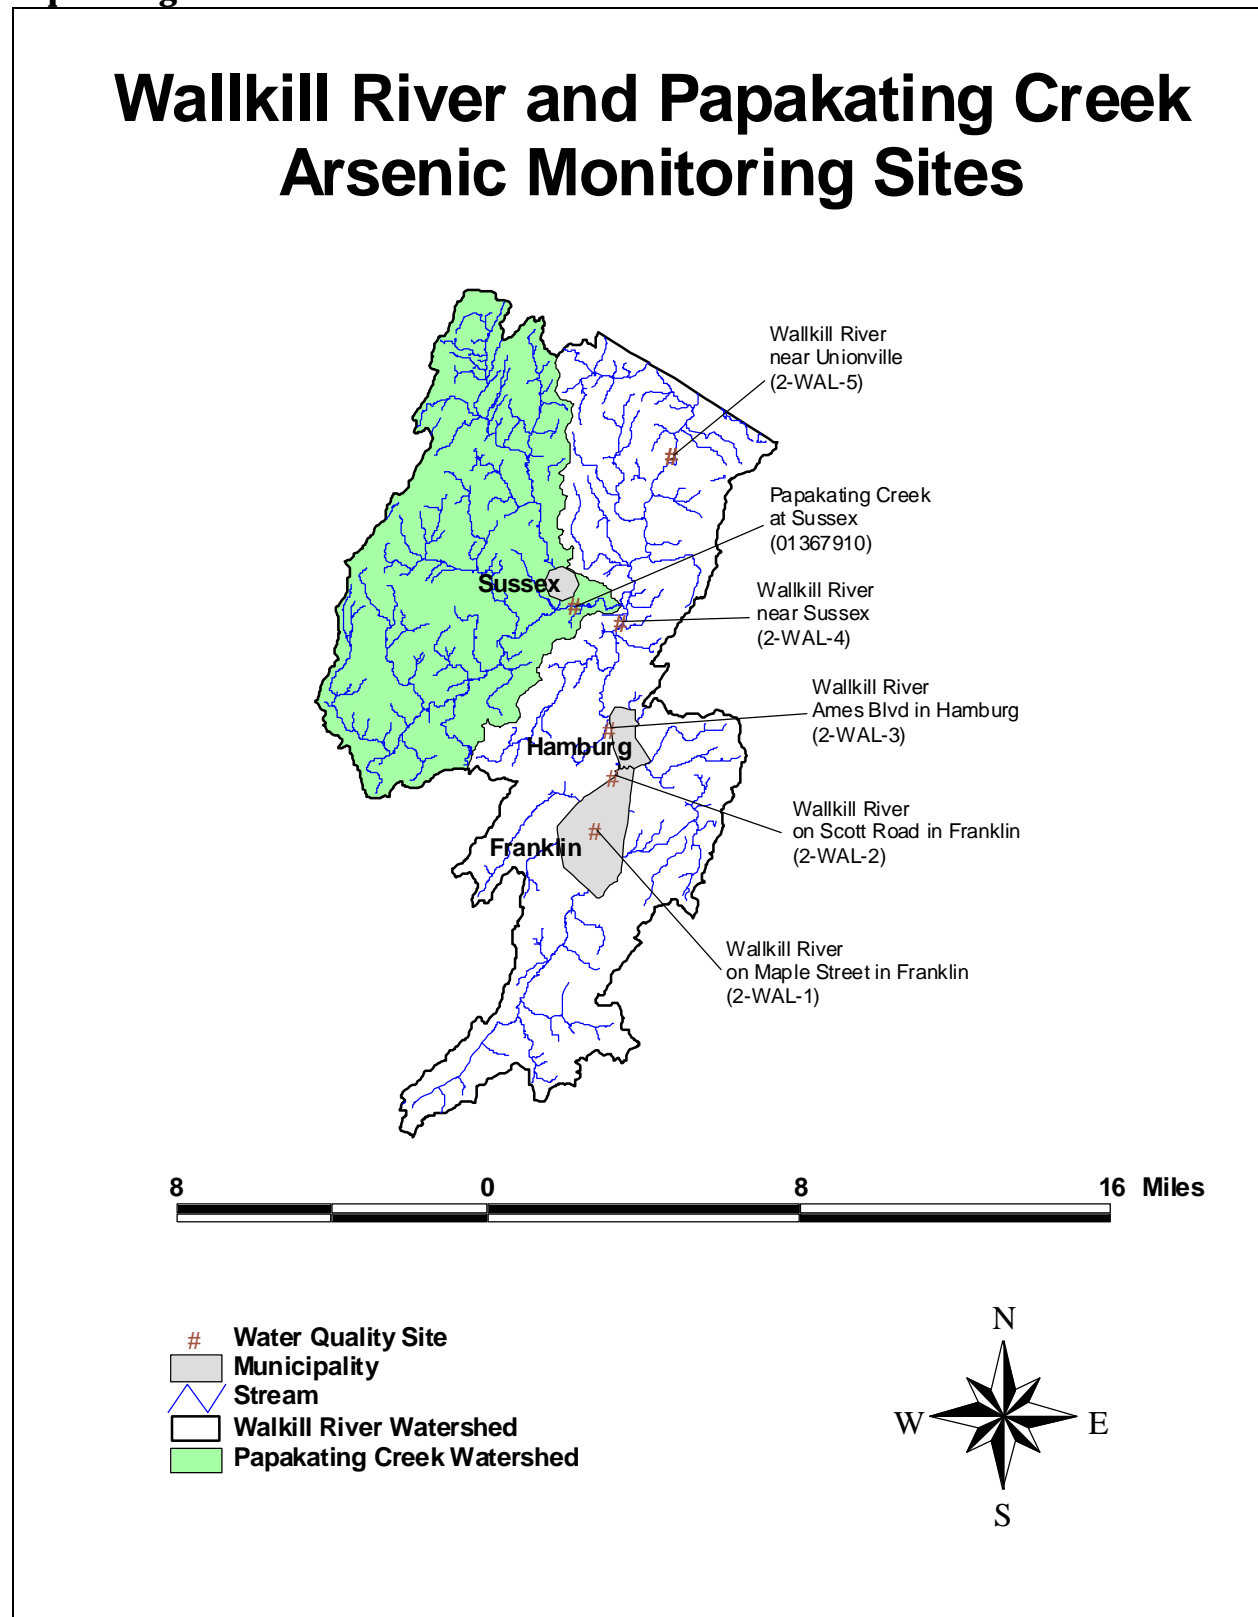 Wallkill River and Papakating Creek
Arsenic Monitoring Sites
Wallkill River
near Unionville
(2-WAL-5)
Papakating Creek
at Sussex
(01367910)
Sussex
Wallkill River
near Sussex
(2-WAL-4)
Wallkill River
Ames Blvd in Hamburg
(2-WAL-3)
Hamburg
Wallkill River
on Scott Road in Franklin
(2-WAL-2)
Franklin
Wallkill River
on Maple Street in Franklin
(2-WAL-1)
8 0 8 16 Miles
# Water Quality Site
Municipality
Stream
Walkill River Watershed
Papakating Creek Watershed
N
W E
S